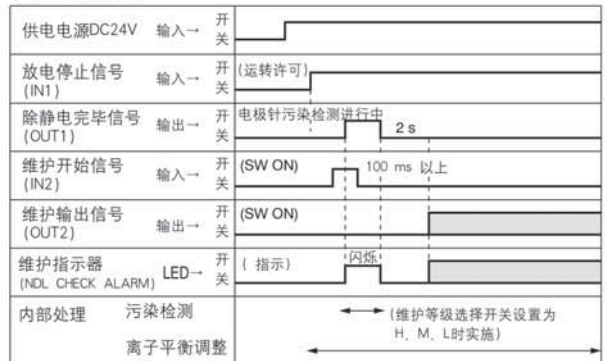 供电电源DC24V 输入→ 开 关
放电停止信号 (IN1) 输入→ 开 关 (运转许可)
除静电完毕信号 (OUT1) 输出→ 开 关 电极针污染检测进行中 2 s
维护开始信号 (IN2) 输入→ 开 关 (SW ON) 100 ms 以上
维护输出信号 (OUT2) 输出→ 开 关 (SW ON)
维护指示器 (NDL CHECK ALARM) LED→ 开 关 (指示) 闪烁
内部处理 污染检测 (维护等级选择开关设置为
H、M、L时实施)
离子平衡调整